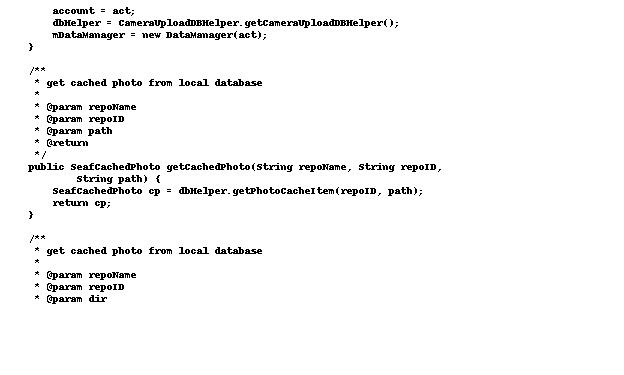 account = act;
dbHelper = CameraUploadDBHelper.getCameraUploadDBHelper();
mDataManager = new DataManager(act);
}
/**
* get cached photo from local database
*
* @param repoName
* @param repoID
* @param path
* @return
*/
public SeafCachedPhoto getCachedPhoto(String repoName, String repoID,
String path) {
SeafCachedPhoto cp = dbHelper.getPhotoCacheItem(repoID, path);
return cp;
}
/**
* get cached photo from local database
*
* @param repoName
* @param repoID
* @param dir